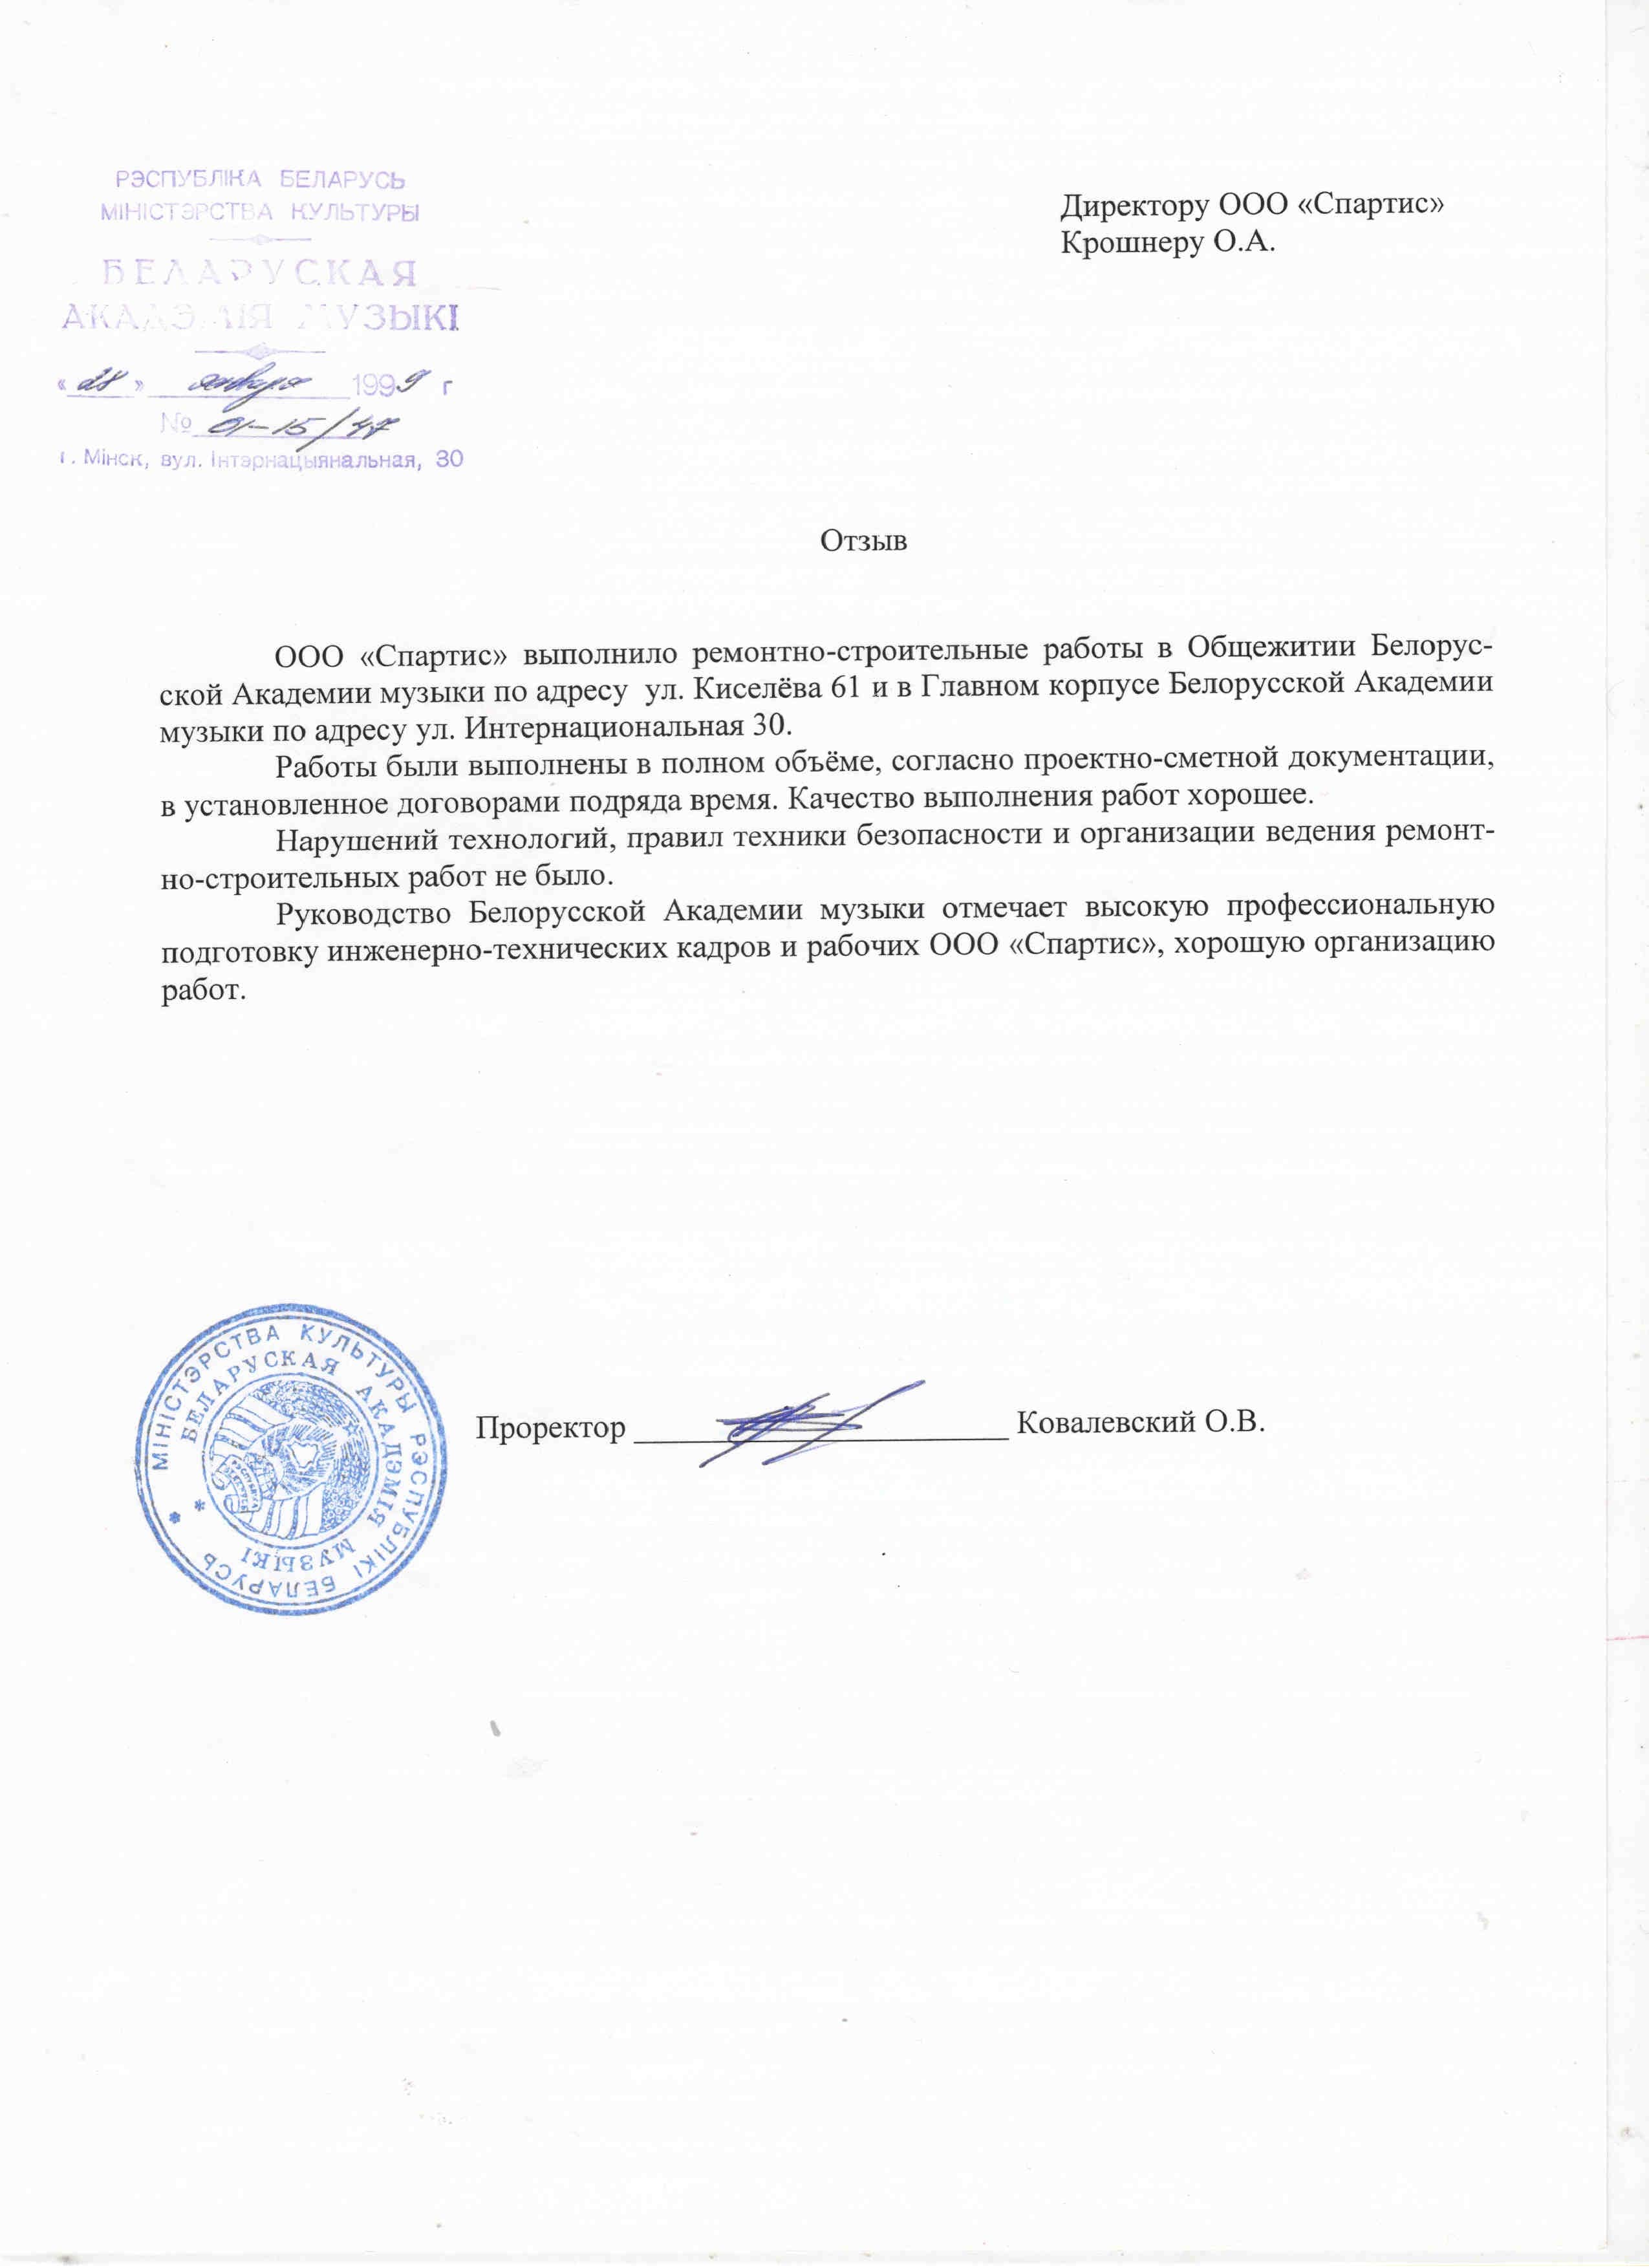 РЭСПУБЛІКА БЕЛАРУСЬ
МІНІСТЭРСТВА КУЛЬТУРЫ
БЕЛАРУСКАЯ
АКАДЭМІЯ МУЗЫКІ
«28» января 1999 г
№ 01-15/47
г. Мінск, вул. Інтэрнацыянальная, 30
Директору ООО «Спартис»
Крошнеру О.А.
Отзыв
ООО «Спартис» выполнило ремонтно-строительные работы в Общежитии Белорус-
ской Академии музыки по адресу ул. Киселёва 61 и в Главном корпусе Белорусской Академии
музыки по адресу ул. Интернациональная 30.
Работы были выполнены в полном объёме, согласно проектно-сметной документации,
в установленное договорами подряда время. Качество выполнения работ хорошее.
Нарушений технологий, правил техники безопасности и организации ведения ремонт-
но-строительных работ не было.
Руководство Белорусской Академии музыки отмечает высокую профессиональную
подготовку инженерно-технических кадров и рабочих ООО «Спартис», хорошую организацию
работ.
МІНІСТЭРСТВА КУЛЬТУРЫ РЭСПУБЛІКІ БЕЛАРУСЬ *
БЕЛАРУСКАЯ АКАДЭМІЯ МУЗЫКІ *
Проректор Ковалевский О.В.